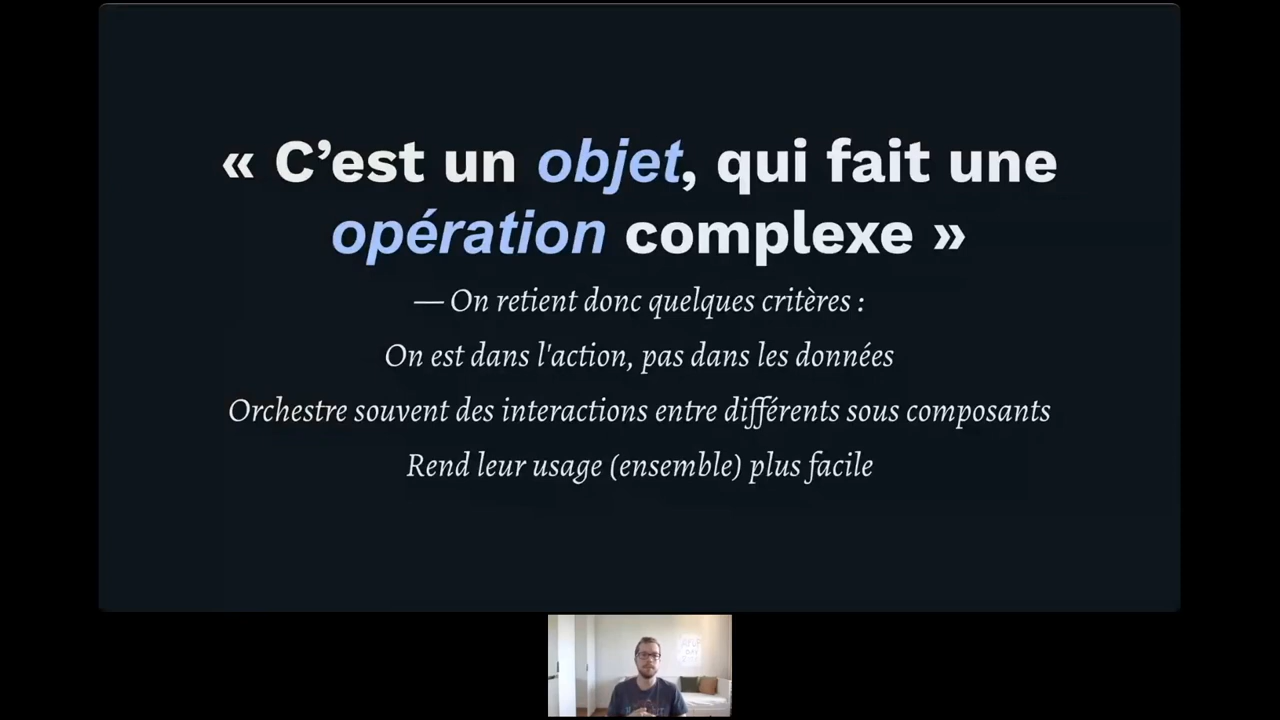 « C’est un objet, qui fait une
opération complexe »
— On retient donc quelques critères :
On est dans l'action, pas dans les données
Orchestre souvent des interactions entre différents sous composants
Rend leur usage (ensemble) plus facile